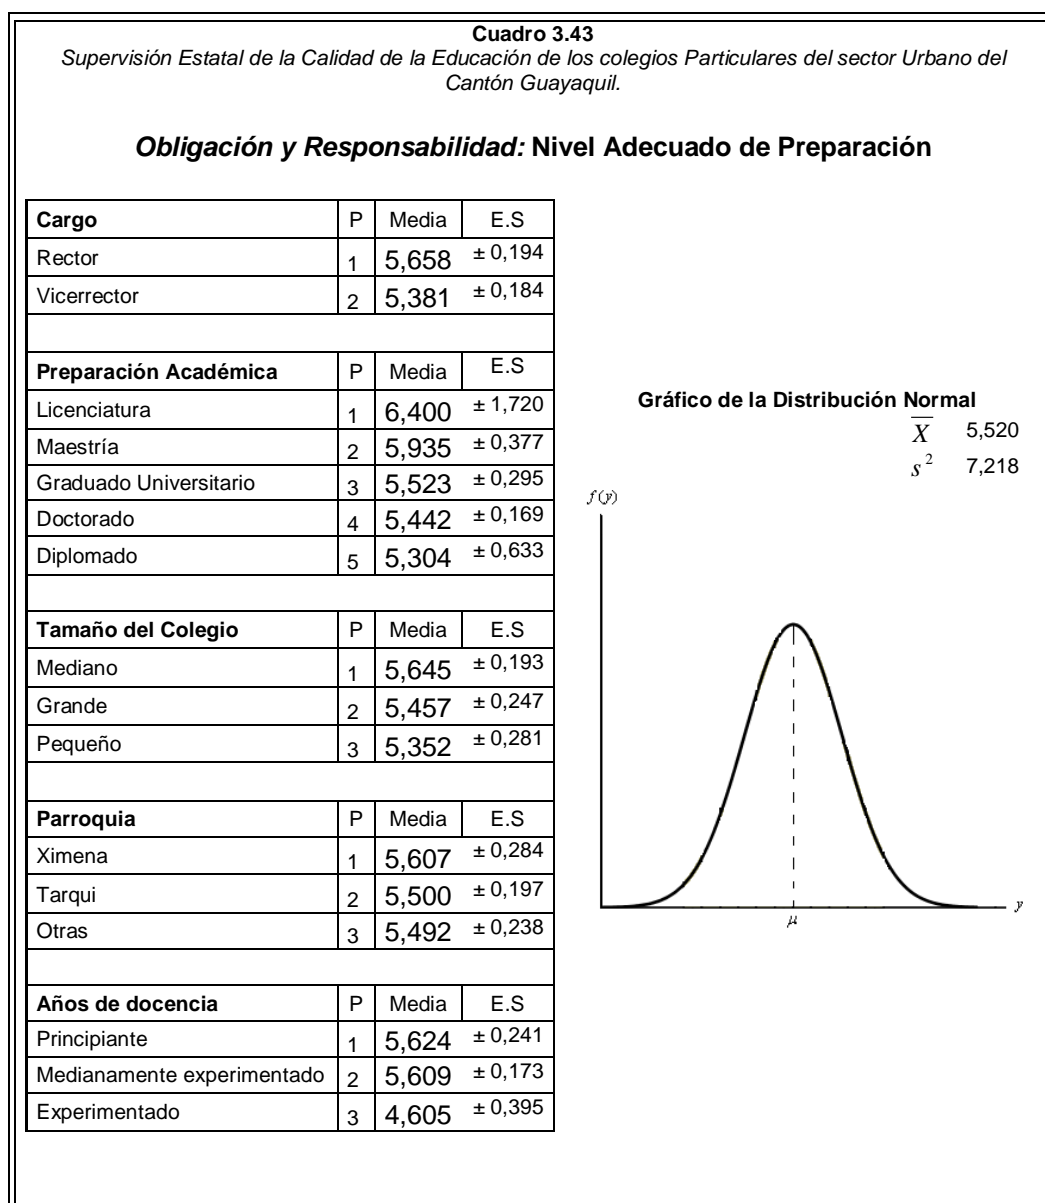 Cuadro 3.43
Supervisión Estatal de la Calidad de la Educación de los colegios Particulares del sector Urbano del
Cantón Guayaquil.
Obligación y Responsabilidad: Nivel Adecuado de Preparación
Cargo P Media E.S
Rector 1 5,658 ± 0,194
Vicerrector 2 5,381 ± 0,184
Preparación Académica P Media E.S
Licenciatura 1 6,400 ± 1,720
Maestría 2 5,935 ± 0,377
Graduado Universitario 3 5,523 ± 0,295
Doctorado 4 5,442 ± 0,169
Diplomado 5 5,304 ± 0,633
Tamaño del Colegio P Media E.S
Mediano 1 5,645 ± 0,193
Grande 2 5,457 ± 0,247
Pequeño 3 5,352 ± 0,281
Parroquia P Media E.S
Ximena 1 5,607 ± 0,284
Tarqui 2 5,500 ± 0,197
Otras 3 5,492 ± 0,238
Años de docencia P Media E.S
Principiante 1 5,624 ± 0,241
Medianamente experimentado 2 5,609 ± 0,173
Experimentado 3 4,605 ± 0,395
Gráfico de la Distribución Normal
X̄ 5,520
s² 7,218
f(y)
y
μ